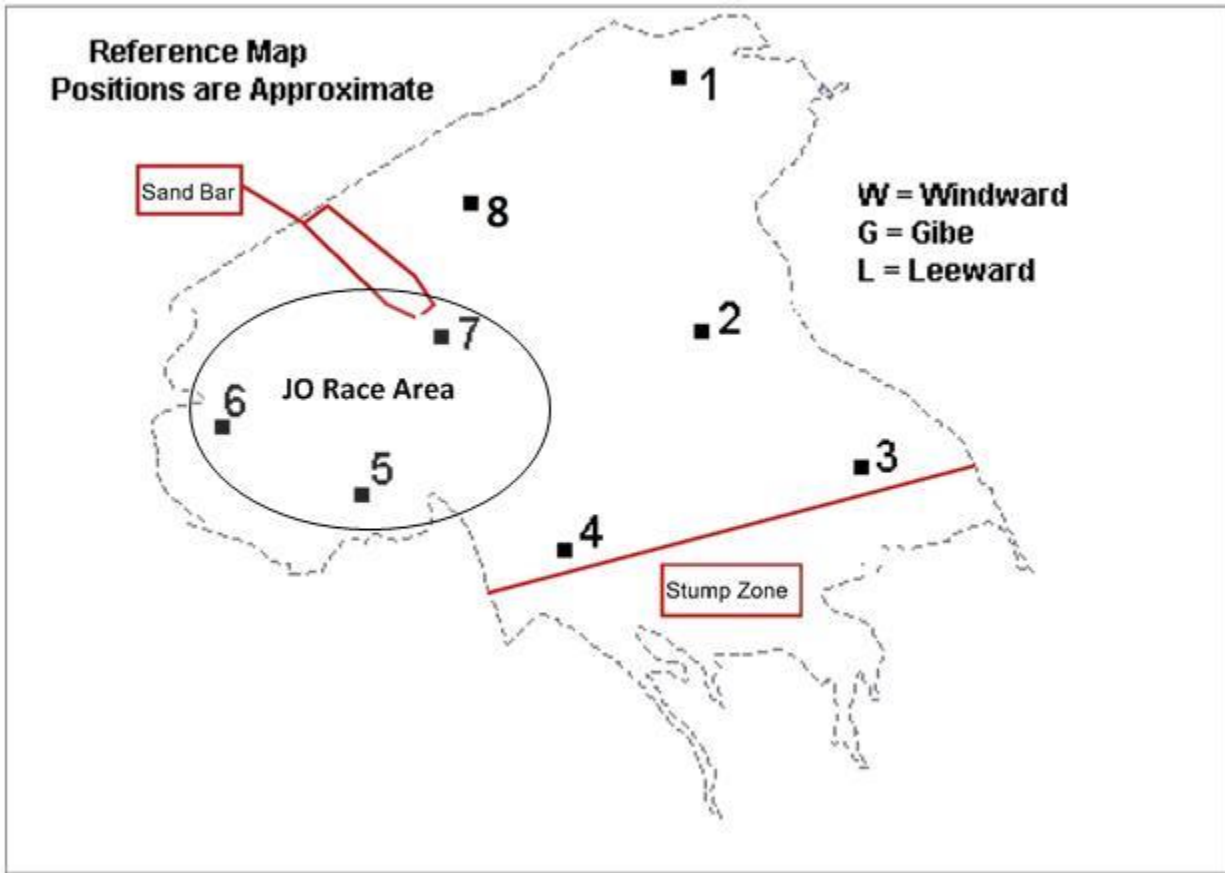 Reference Map
Positions are Approximate
1
Sand Bar
8
W = Windward
G = Gibe
L = Leeward
2
7
JO Race Area
6
3
5
4
Stump Zone